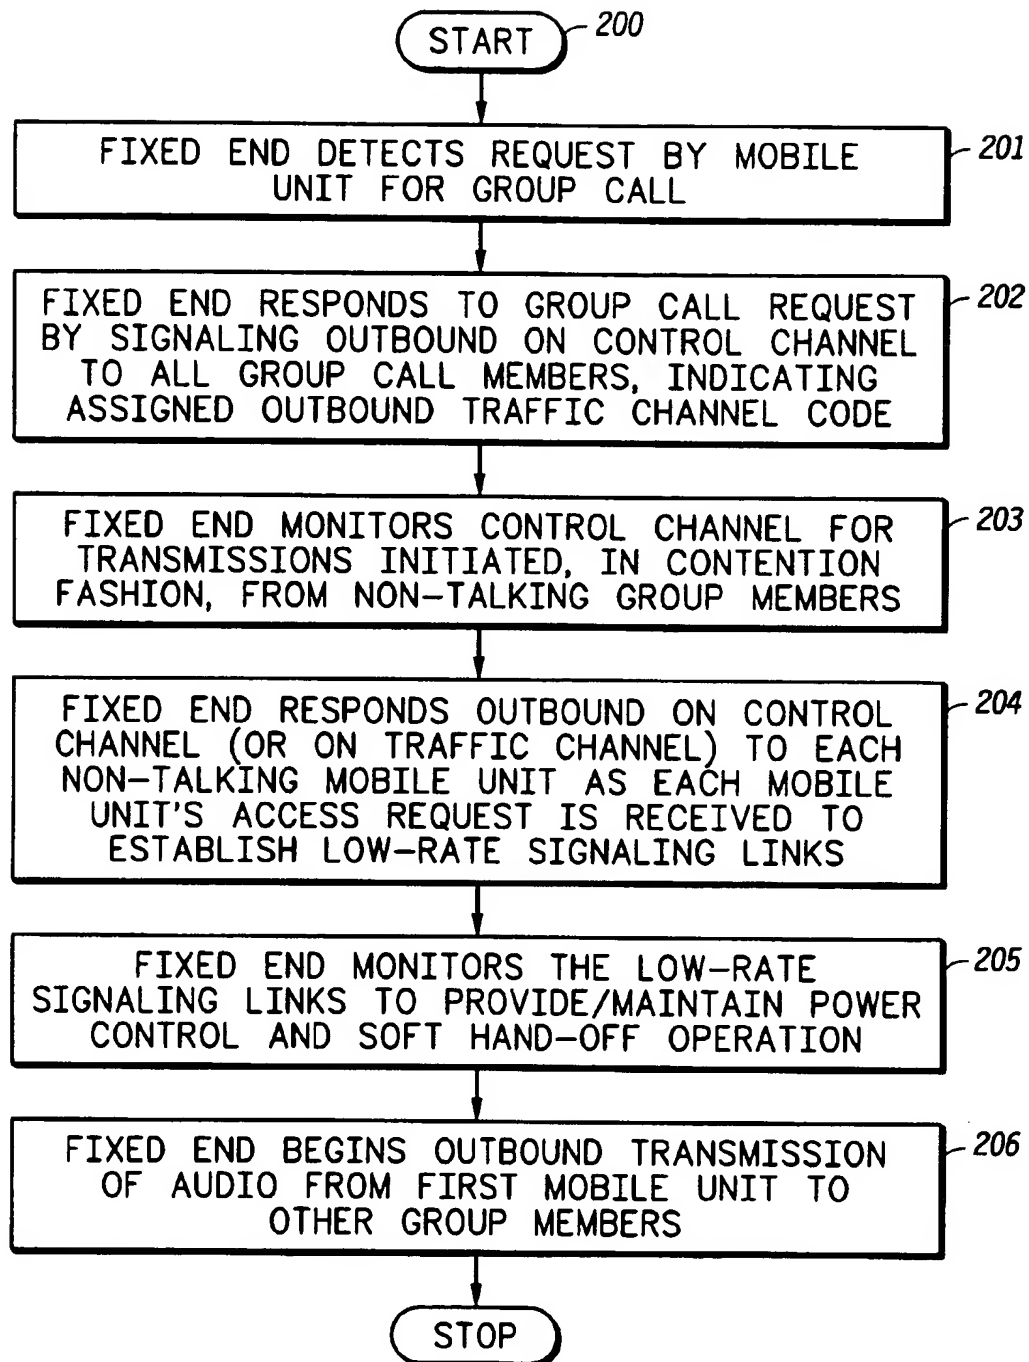 START
200
FIXED END DETECTS REQUEST BY MOBILE
UNIT FOR GROUP CALL
201
FIXED END RESPONDS TO GROUP CALL REQUEST
BY SIGNALING OUTBOUND ON CONTROL CHANNEL
TO ALL GROUP CALL MEMBERS, INDICATING
ASSIGNED OUTBOUND TRAFFIC CHANNEL CODE
202
FIXED END MONITORS CONTROL CHANNEL FOR
TRANSMISSIONS INITIATED, IN CONTENTION
FASHION, FROM NON-TALKING GROUP MEMBERS
203
FIXED END RESPONDS OUTBOUND ON CONTROL
CHANNEL (OR ON TRAFFIC CHANNEL) TO EACH
NON-TALKING MOBILE UNIT AS EACH MOBILE
UNIT'S ACCESS REQUEST IS RECEIVED TO
ESTABLISH LOW-RATE SIGNALING LINKS
204
FIXED END MONITORS THE LOW-RATE
SIGNALING LINKS TO PROVIDE/MAINTAIN POWER
CONTROL AND SOFT HAND-OFF OPERATION
205
FIXED END BEGINS OUTBOUND TRANSMISSION
OF AUDIO FROM FIRST MOBILE UNIT TO
OTHER GROUP MEMBERS
206
STOP